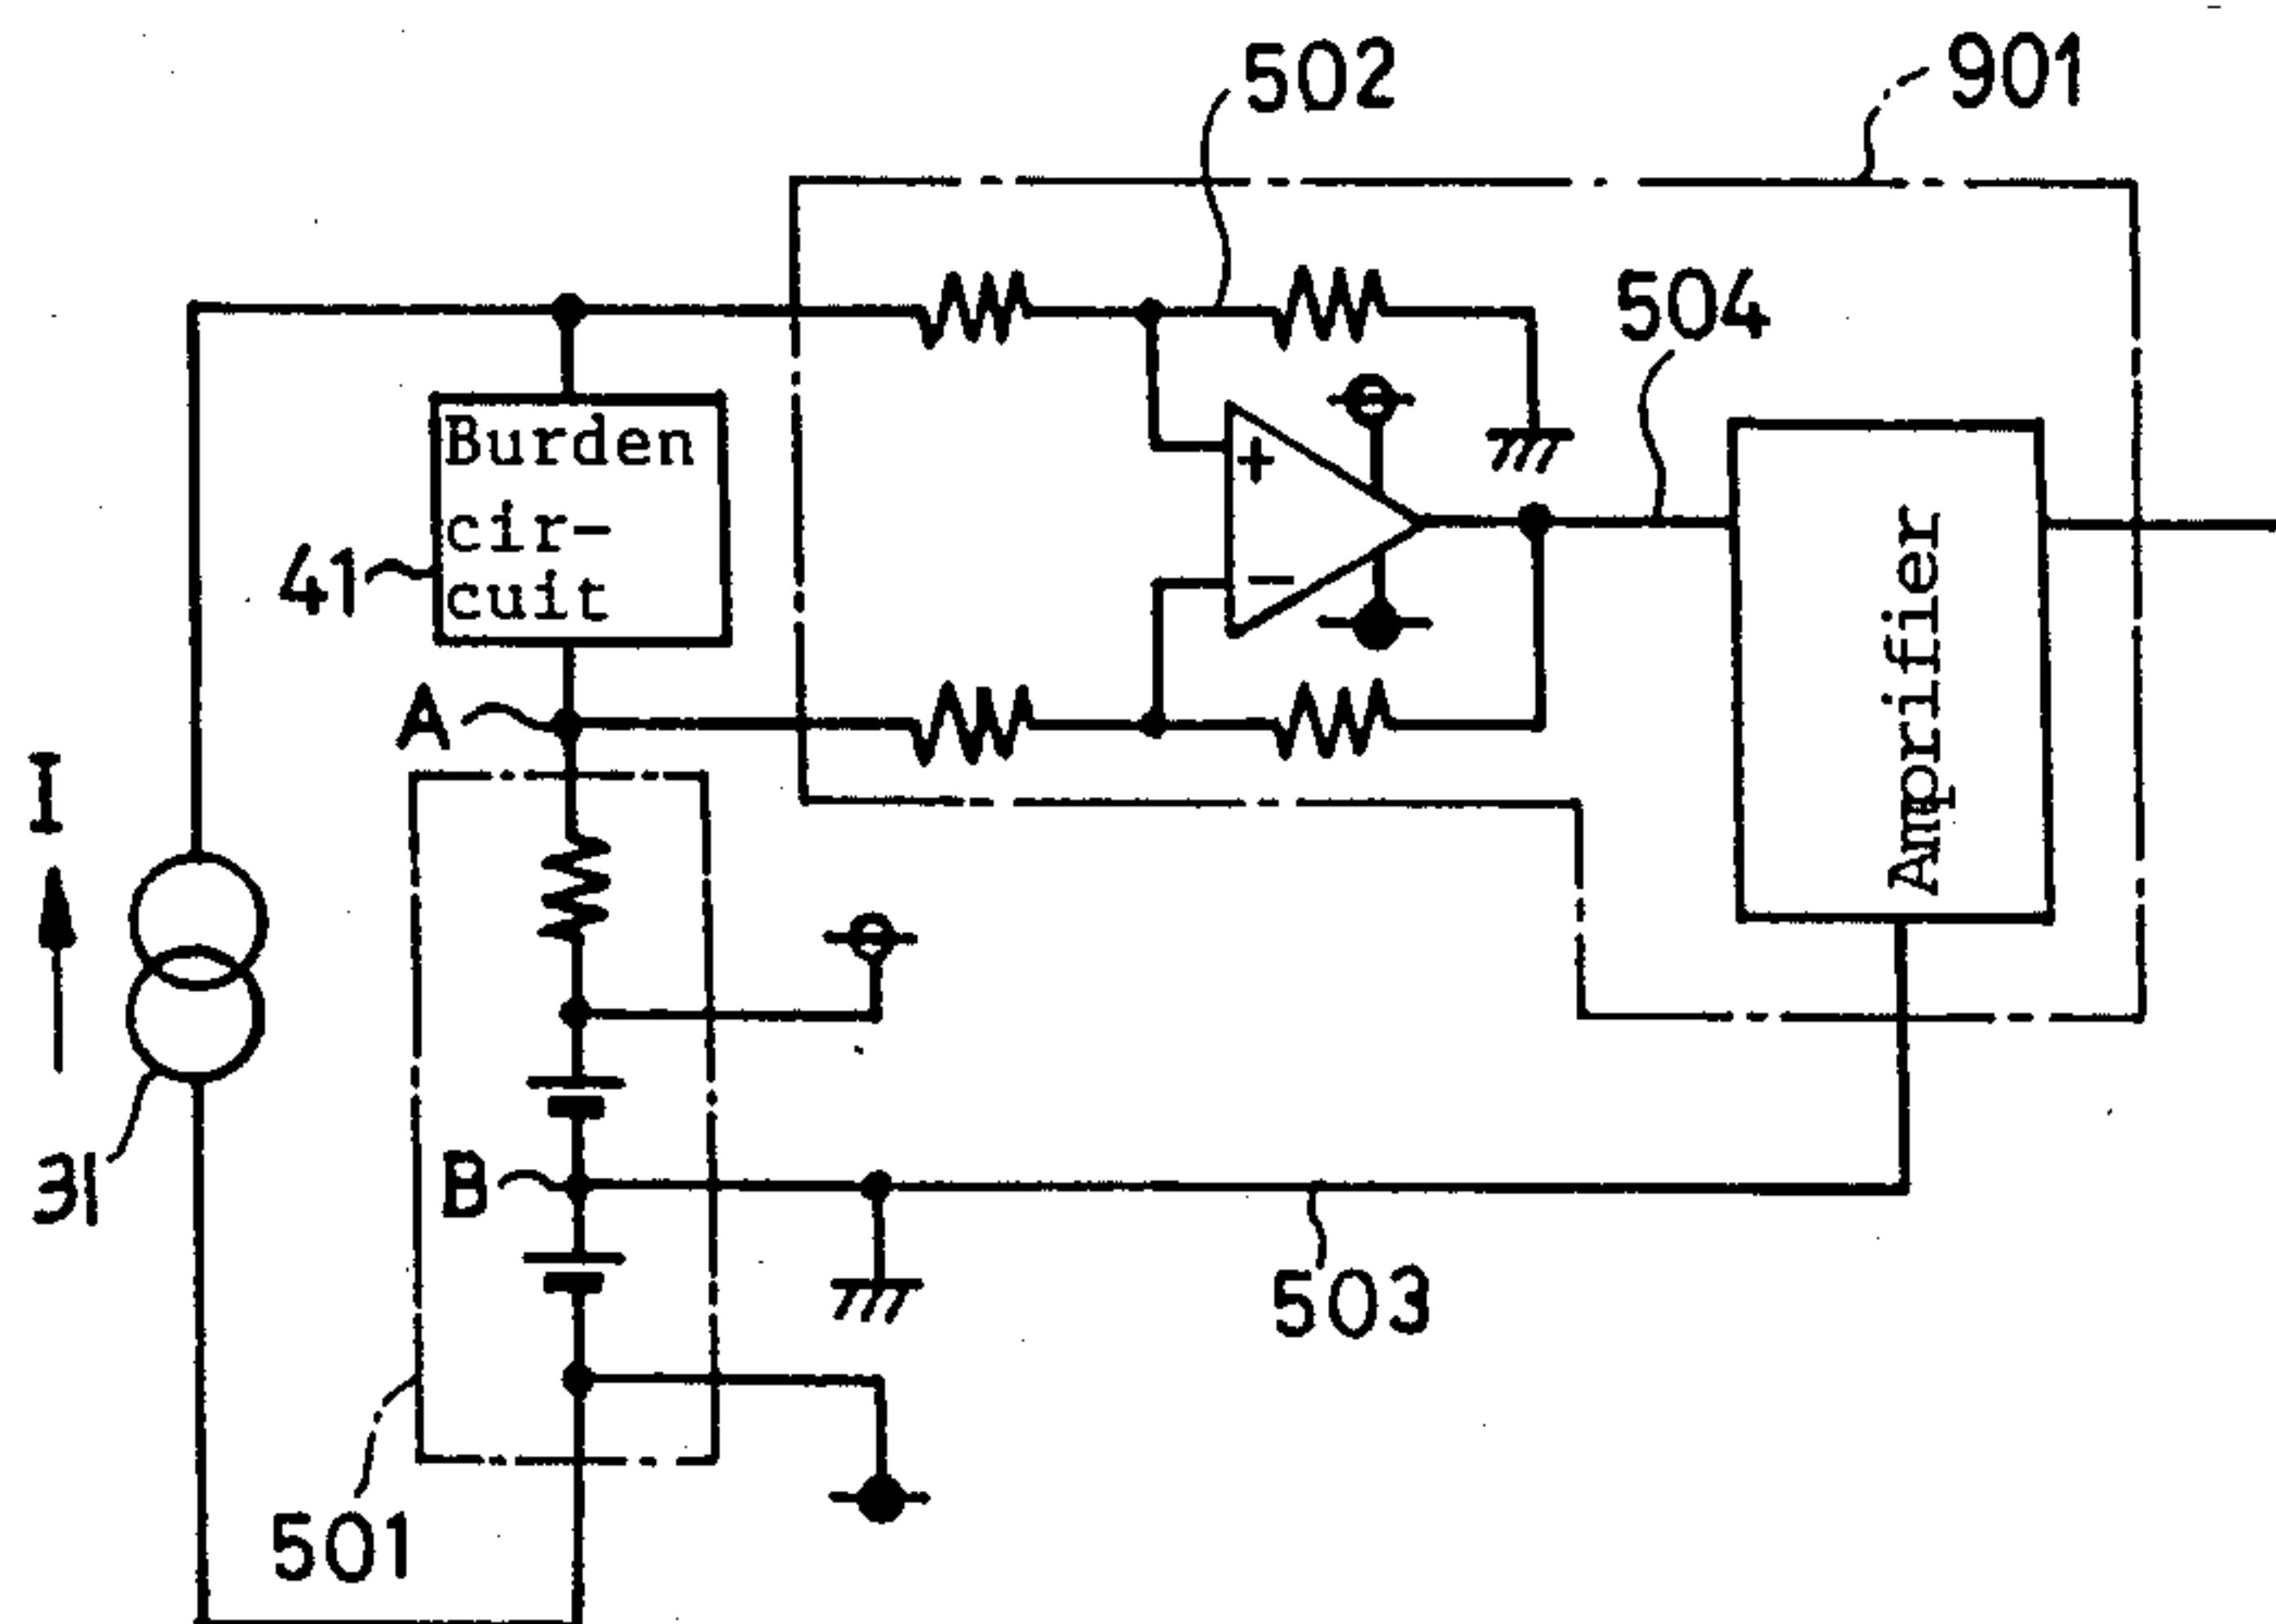 502
901
504
Burden
cir-
cuit
41
+
−
Amprifier
A
I
31
B
503
501